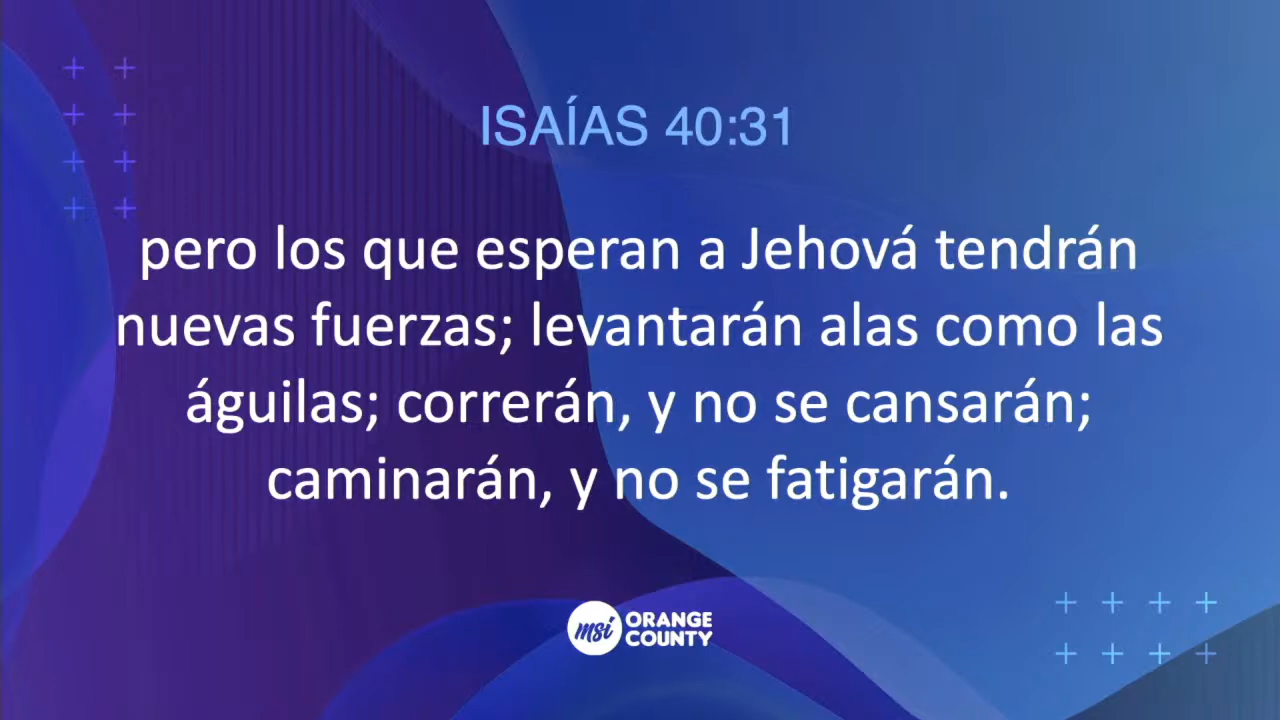 ISAÍAS 40:31
pero los que esperan a Jehová tendrán
nuevas fuerzas; levantarán alas como las
águilas; correrán, y no se cansarán;
caminarán, y no se fatigarán.
msi
ORANGE
COUNTY